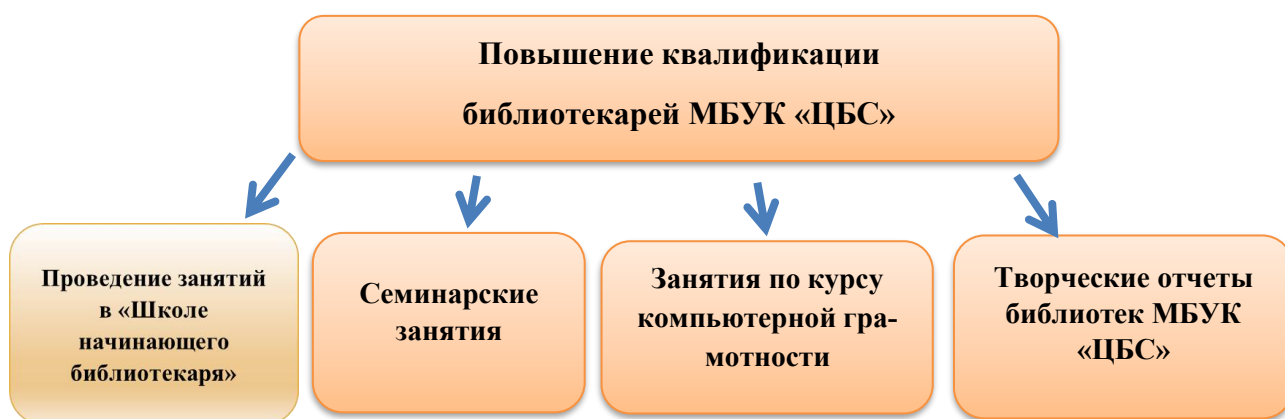 Повышение квалификации
библиотекарей МБУК «ЦБС»
Проведение занятий
в «Школе
начинающего
библиотекаря»
Семинарские
занятия
Занятия по курсу
компьютерной гра-
мотности
Творческие отчеты
библиотек МБУК
«ЦБС»